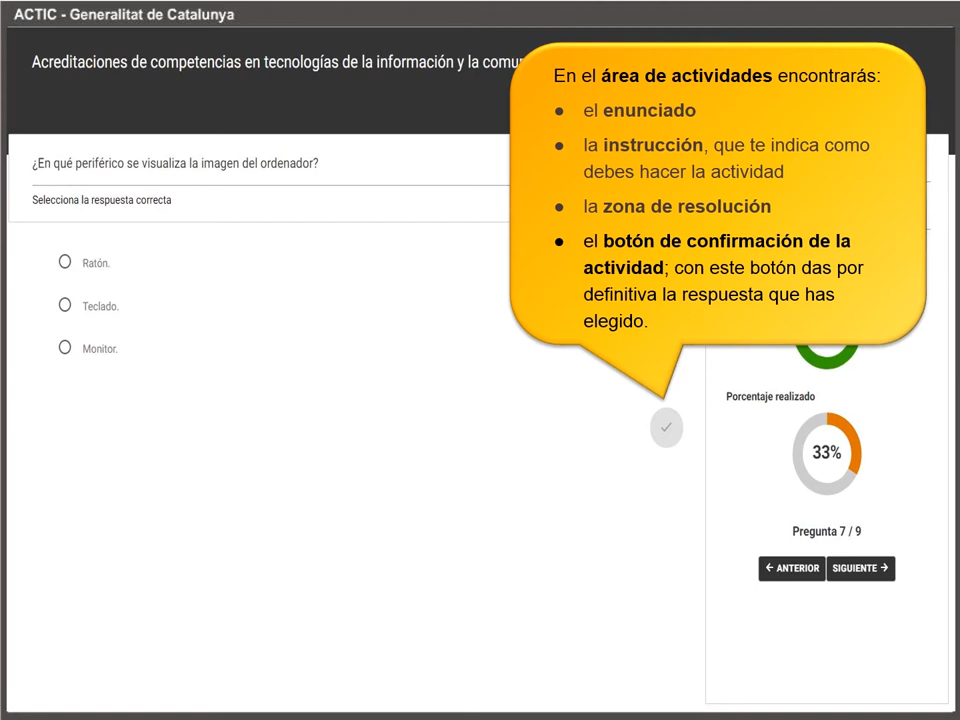 ACTIC - Generalitat de Catalunya
Acreditaciones de competencias en tecnologías de la información y la comu
En el área de actividades encontrarás:
● el enunciado
● la instrucción, que te indica como
debes hacer la actividad
● la zona de resolución
● el botón de confirmación de la
actividad; con este botón das por
definitiva la respuesta que has
elegido.
¿En qué periférico se visualiza la imagen del ordenador?
Selecciona la respuesta correcta
Ratón.
Teclado.
Monitor.
Porcentaje realizado
33%
Pregunta 7 / 9
← ANTERIOR
SIGUIENTE →